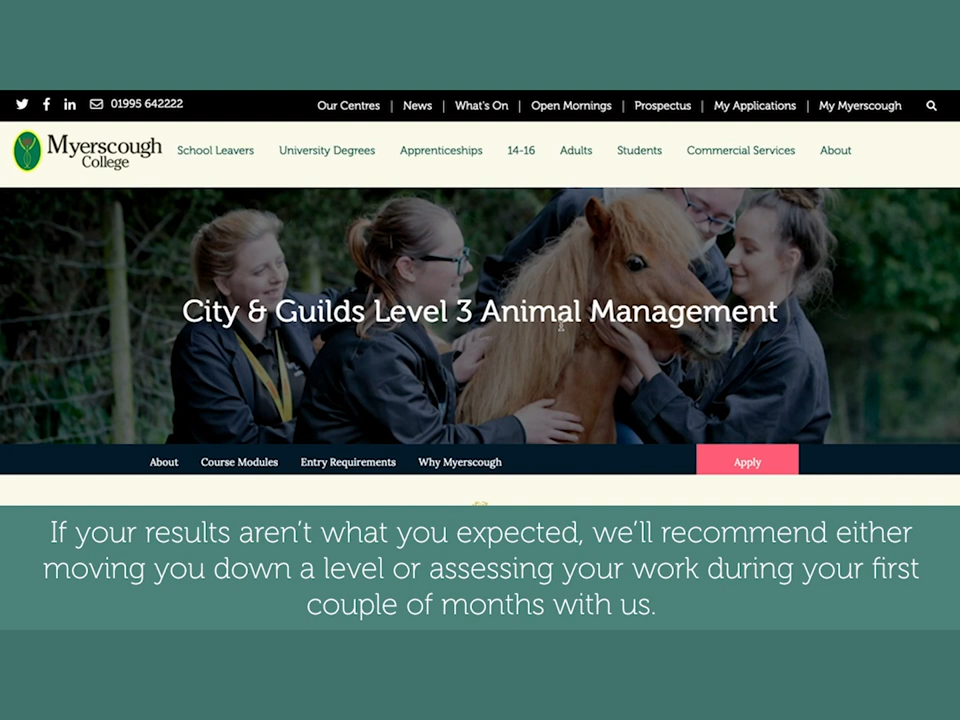 01995 642222
Our Centres | News | What's On | Open Mornings | Prospectus | My Applications | My Myerscough
Myerscough
College
School Leavers University Degrees Apprenticeships 14-16 Adults Students Commercial Services About
City & Guilds Level 3 Animal Management
About Course Modules Entry Requirements Why Myerscough Apply
If your results aren't what you expected, we'll recommend either
moving you down a level or assessing your work during your first
couple of months with us.